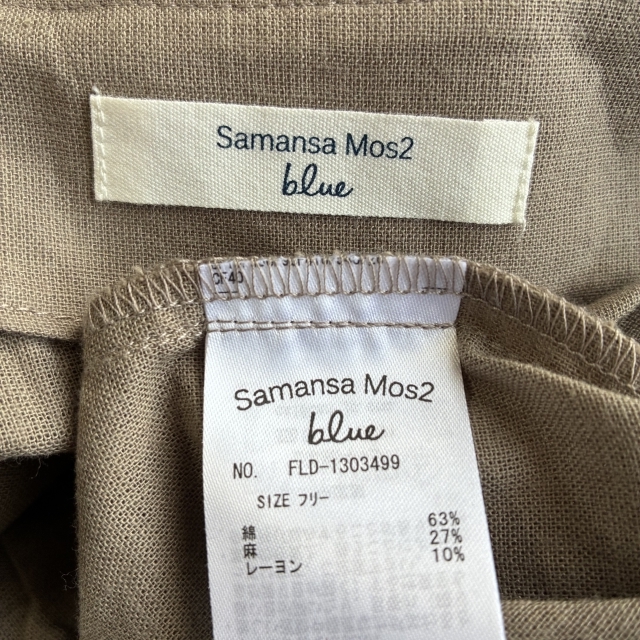 Samansa Mos2
blue
Samansa Mos2
blue
NO. FLD-1303499
SIZE フリー
綿 63%
麻 27%
レーヨン 10%